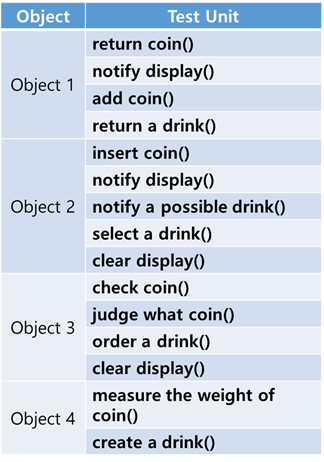 Object Test Unit
Object 1
return coin()
notify display()
add coin()
return a drink()
Object 2
insert coin()
notify display()
notify a possible drink()
select a drink()
clear display()
Object 3
check coin()
judge what coin()
order a drink()
clear display()
Object 4
measure the weight of
coin()
create a drink()